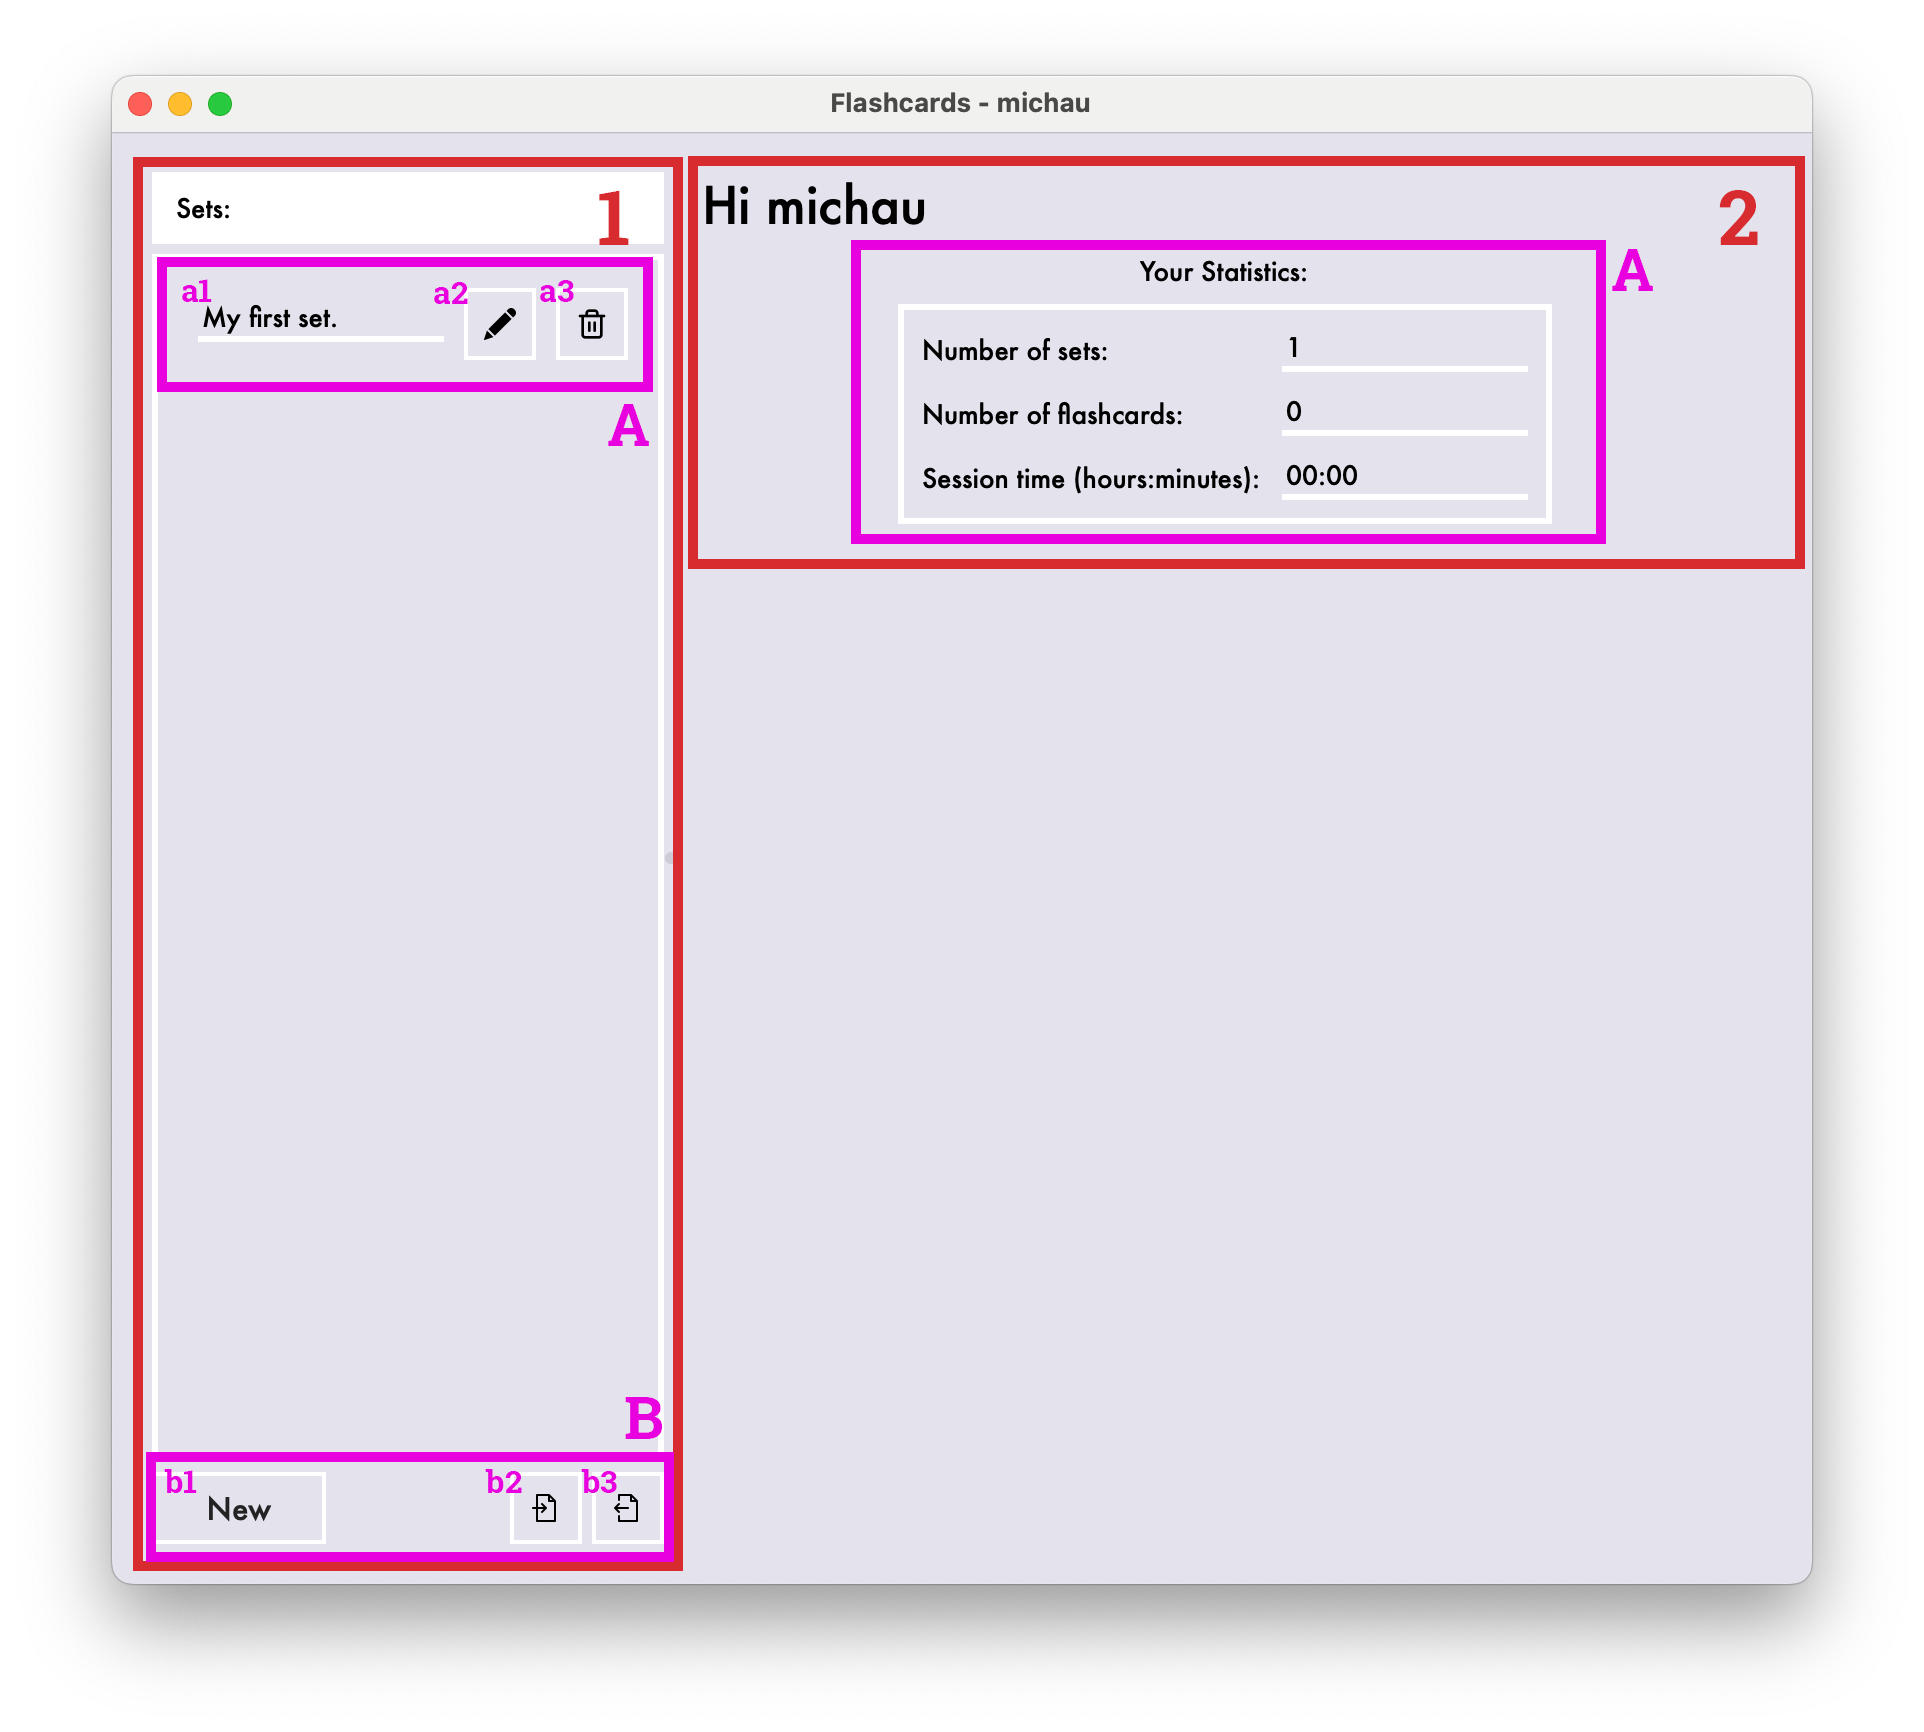 Flashcards - michau
Sets:
1
a1
My first set.
a2
a3
A
B
b1
New
b2
b3
Hi michau
2
A
Your Statistics:
Number of sets: 1
Number of flashcards: 0
Session time (hours:minutes): 00:00